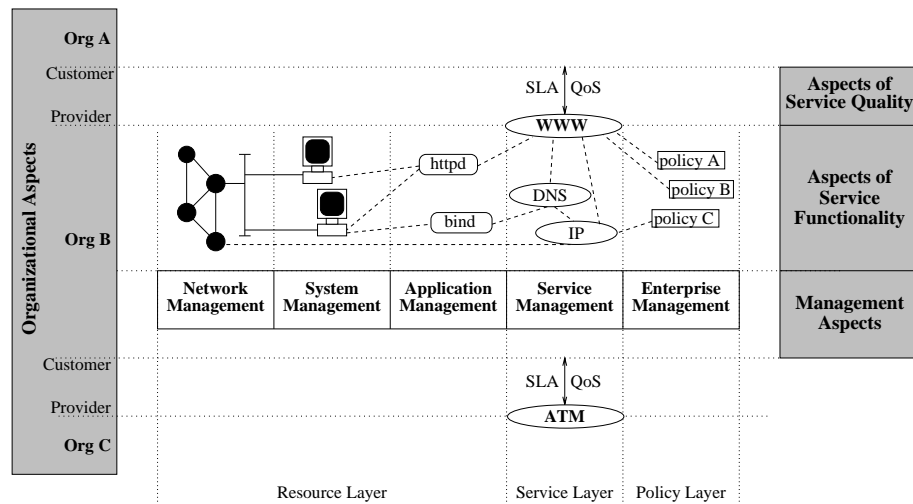 Org A
Customer
Provider
Organizational Aspects
Org B
Customer
Provider
Org C
SLA QoS
WWW
httpd
DNS
bind
IP
policy A
policy B
policy C
Network
Management
System
Management
Application
Management
Service
Management
Enterprise
Management
SLA QoS
ATM
Resource Layer
Service Layer
Policy Layer
Aspects of
Service Quality
Aspects of
Service
Functionality
Management
Aspects